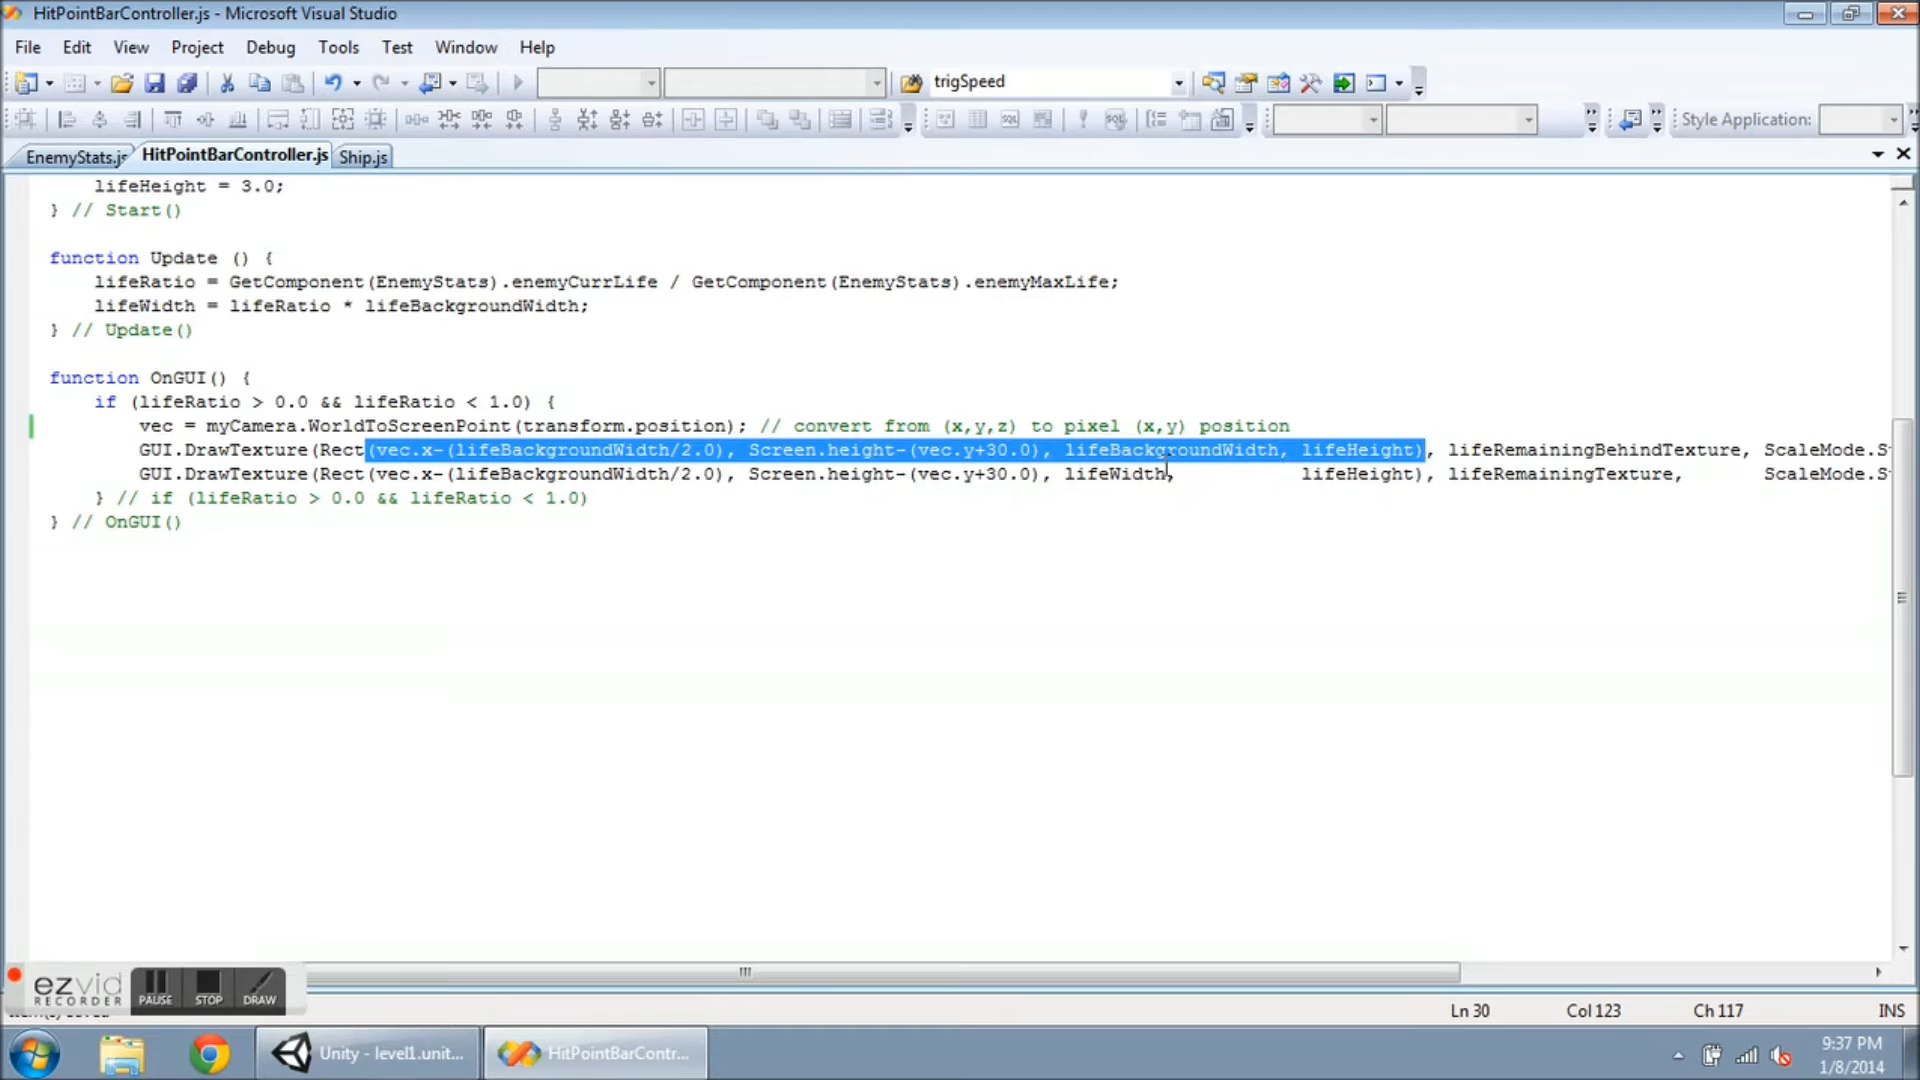 HitPointBarController.js - Microsoft Visual Studio
File Edit View Project Debug Tools Test Window Help
trigSpeed
Style Application:
EnemyStats.js HitPointBarController.js Ship.js
lifeHeight = 3.0;
} // Start()
function Update () {
lifeRatio = GetComponent(EnemyStats).enemyCurrLife / GetComponent(EnemyStats).enemyMaxLife;
lifeWidth = lifeRatio * lifeBackgroundWidth;
} // Update()
function OnGUI() {
if (lifeRatio > 0.0 && lifeRatio < 1.0) {
vec = myCamera.WorldToScreenPoint(transform.position); // convert from (x,y,z) to pixel (x,y) position
GUI.DrawTexture(Rect(vec.x-(lifeBackgroundWidth/2.0), Screen.height-(vec.y+30.0), lifeBackgroundWidth, lifeHeight), lifeRemainingBehindTexture, ScaleMode.S
GUI.DrawTexture(Rect(vec.x-(lifeBackgroundWidth/2.0), Screen.height-(vec.y+30.0), lifeWidth, lifeHeight), lifeRemainingTexture, ScaleMode.S
} // if (lifeRatio > 0.0 && lifeRatio < 1.0)
} // OnGUI()
ezvid
RECORDER
PAUSE STOP DRAW
Ln 30 Col 123 Ch 117 INS
Unity - level1.unit... HitPointBarContr...
9:37 PM
1/8/2014